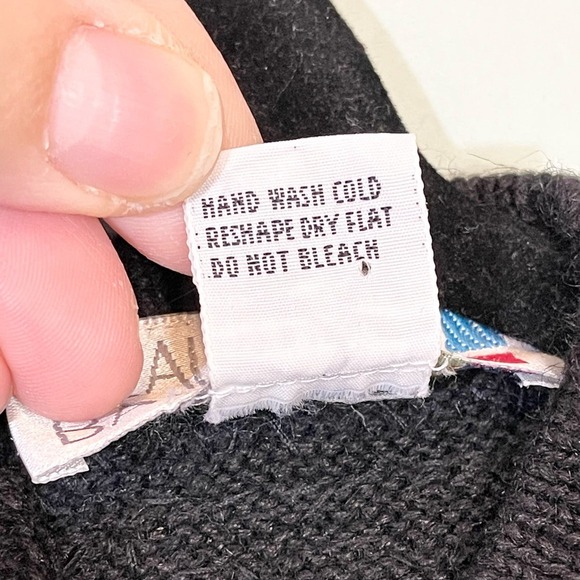 HAND WASH COLD
RESHAPE DRY FLAT
DO NOT BLEACH